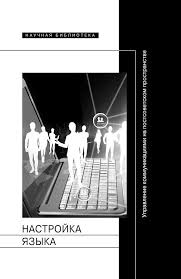 НАУЧНАЯ БИБЛИОТЕКА
НАСТРОЙКА
ЯЗЫКА
Управление коммуникациями на постсоветском пространстве